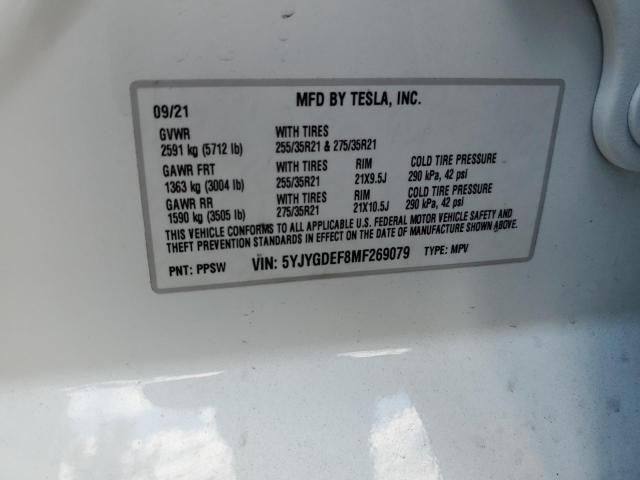 MFD BY TESLA, INC.
09/21
GVWR WITH TIRES
2591 kg (5712 lb) 255/35R21 & 275/35R21
GAWR FRT WITH TIRES RIM COLD TIRE PRESSURE
1363 kg (3004 lb) 255/35R21 21X9.5J 290 kPa, 42 psi
GAWR RR WITH TIRES RIM COLD TIRE PRESSURE
1590 kg (3505 lb) 275/35R21 21X10.5J 290 kPa, 42 psi
THIS VEHICLE CONFORMS TO ALL APPLICABLE U.S. FEDERAL MOTOR VEHICLE SAFETY AND
THEFT PREVENTION STANDARDS IN EFFECT ON THE DATE OF MANUFACTURE SHOWN ABOVE.
PNT: PPSW VIN: 5YJYGDEF8MF269079 TYPE: MPV